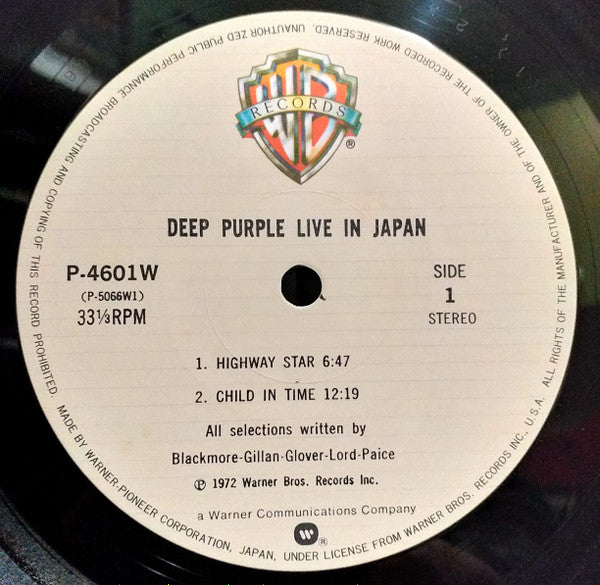 WB
RECORDS
®
DEEP PURPLE LIVE IN JAPAN
P-4601W
(P-5066W1)
33⅓RPM
SIDE
1
STEREO
1. HIGHWAY STAR 6:47
2. CHILD IN TIME 12:19
All selections written by
Blackmore-Gillan-Glover-Lord-Paice
℗ 1972 Warner Bros. Records Inc.
a Warner Communications Company
®
MADE BY WARNER-PIONEER CORPORATION, JAPAN, UNDER LICENSE FROM WARNER BROS. RECORDS INC., U.S.A. ALL RIGHTS OF THE MANUFACTURER AND OF THE OWNER OF THE RECORDED WORK RESERVED. UNAUTHORIZED PUBLIC PERFORMANCE BROADCASTING AND COPYING OF THIS RECORD PROHIBITED.